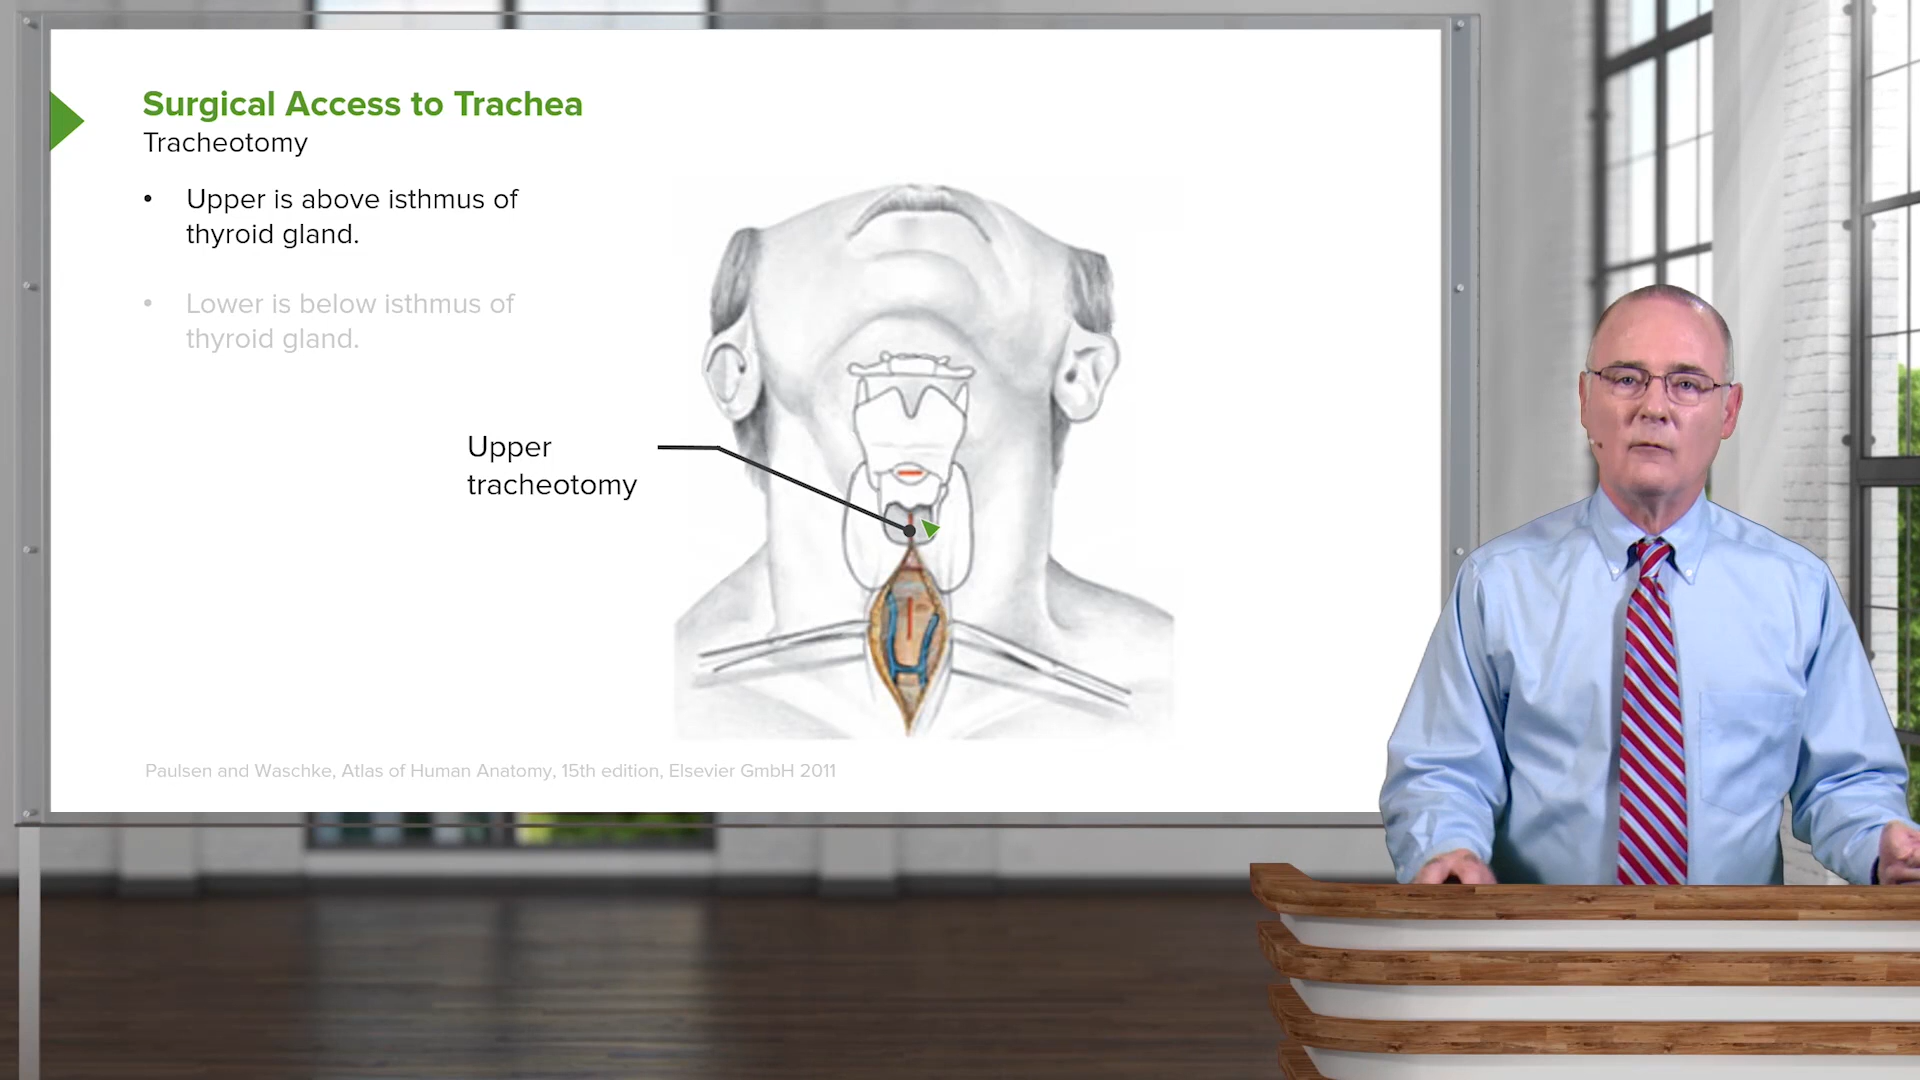 Surgical Access to Trachea
Tracheotomy
• Upper is above isthmus of
thyroid gland.
• Lower is below isthmus of
thyroid gland.
Upper
tracheotomy
Paulsen and Waschke, Atlas of Human Anatomy, 15th edition, Elsevier GmbH 2011